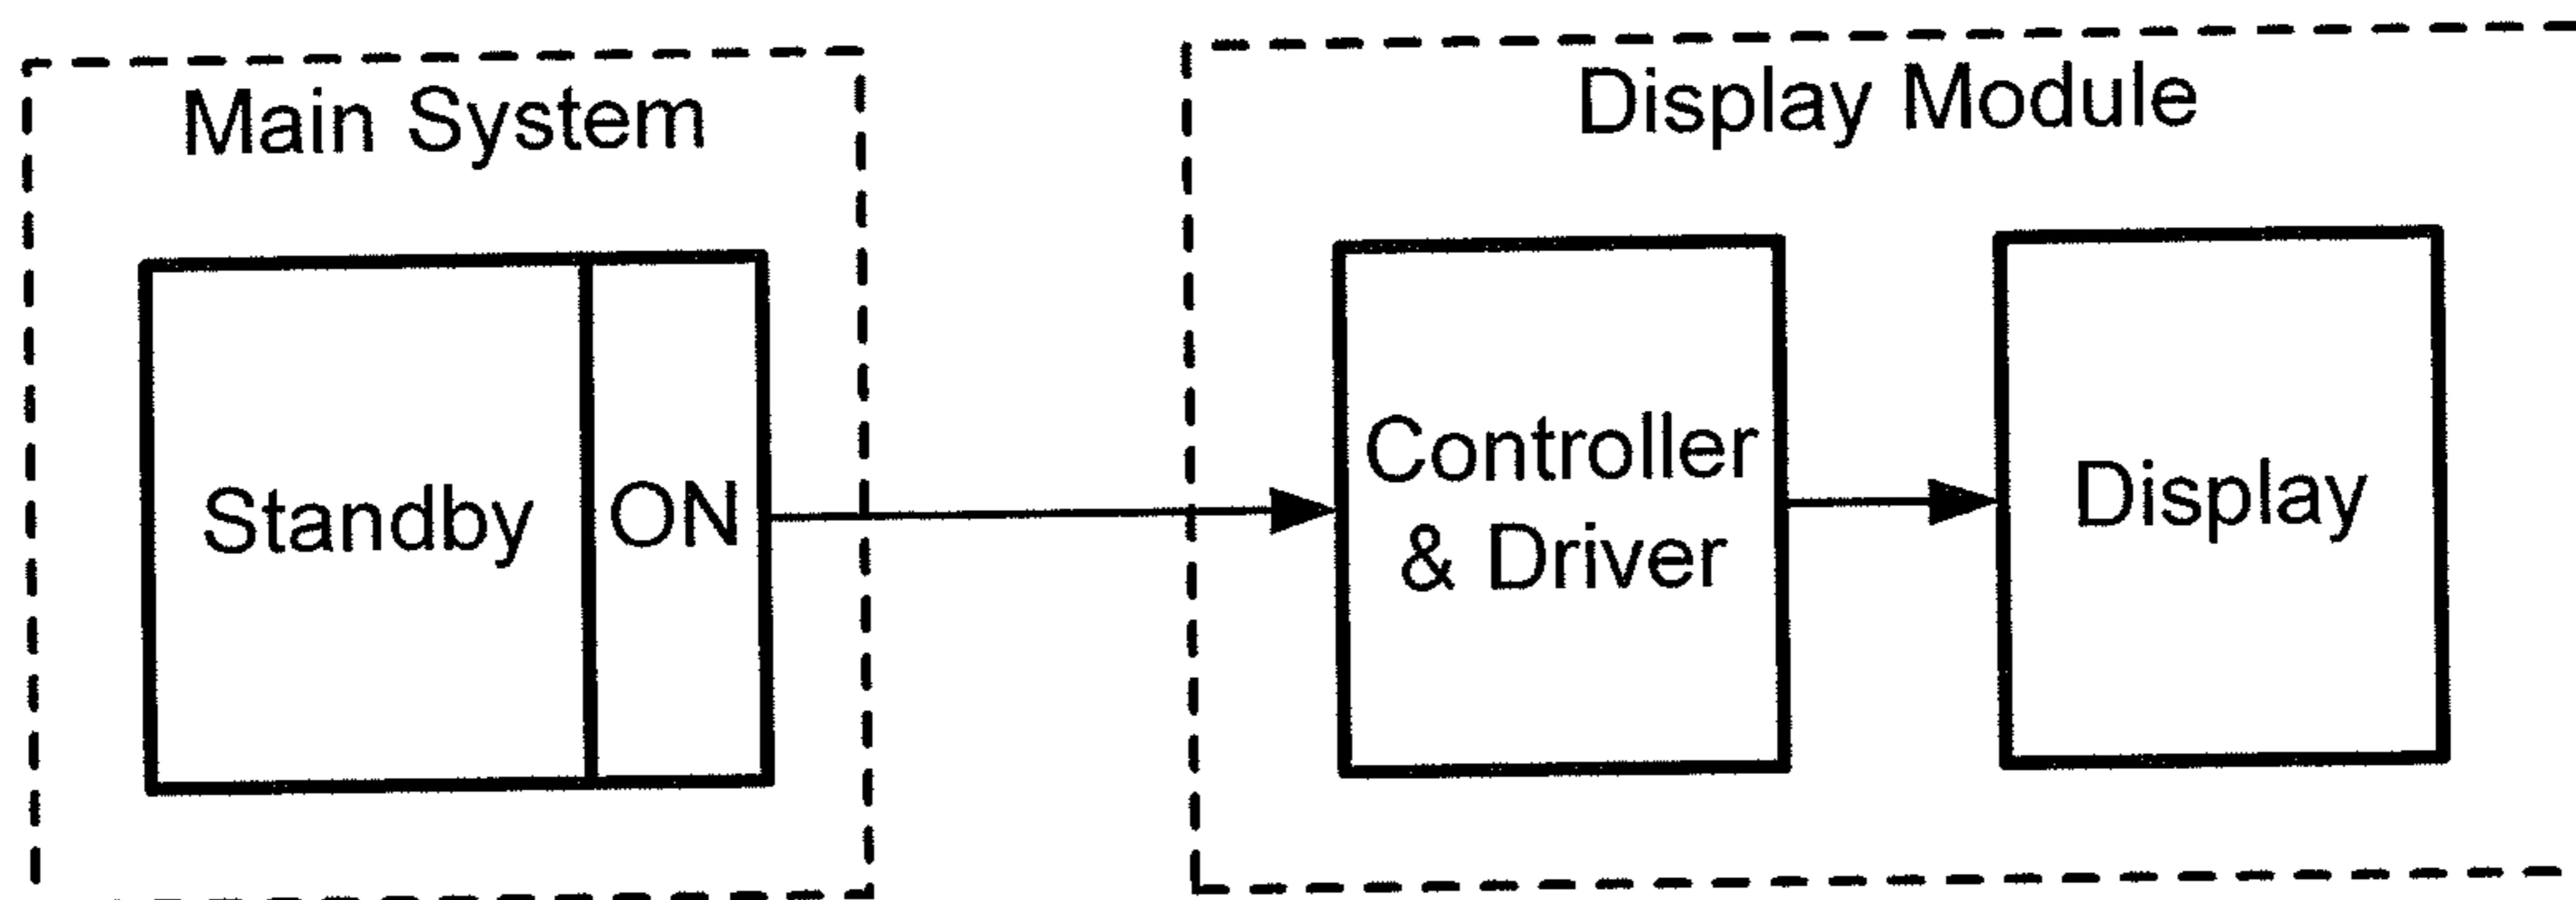 Main System
Display Module
Standby
ON
Controller
& Driver
Display